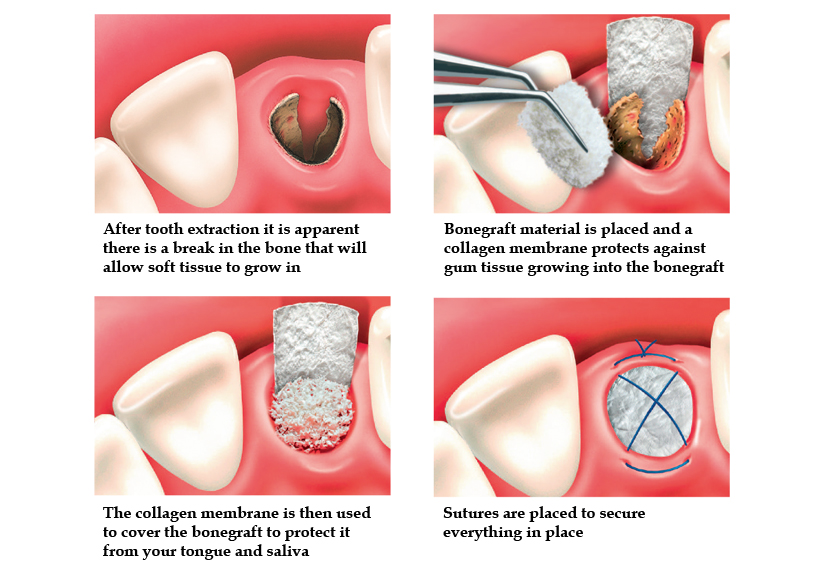 After tooth extraction it is apparent
there is a break in the bone that will
allow soft tissue to grow in
Bonegraft material is placed and a
collagen membrane protects against
gum tissue growing into the bonegraft
The collagen membrane is then used
to cover the bonegraft to protect it
from your tongue and saliva
Sutures are placed to secure
everything in place